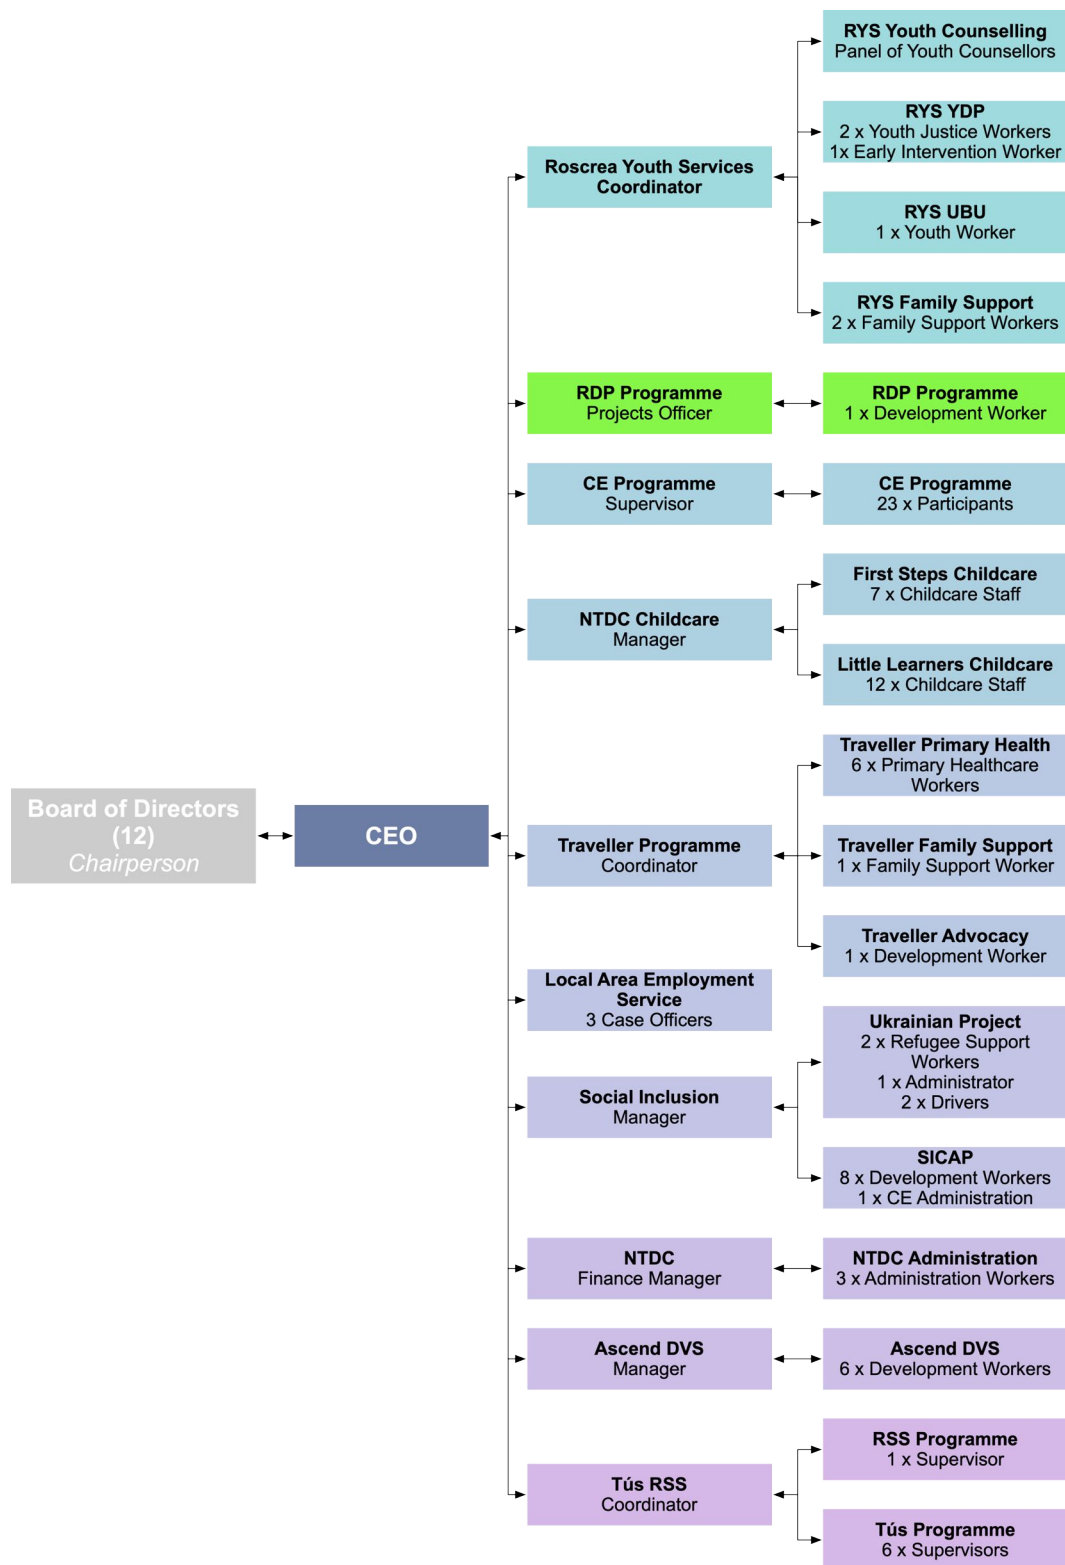 RYS Youth Counselling
Panel of Youth Counsellors
RYS YDP
2 x Youth Justice Workers
1x Early Intervention Worker
Roscrea Youth Services
Coordinator
RYS UBU
1 x Youth Worker
RYS Family Support
2 x Family Support Workers
RDP Programme
Projects Officer
RDP Programme
1 x Development Worker
CE Programme
Supervisor
CE Programme
23 x Participants
First Steps Childcare
7 x Childcare Staff
NTDC Childcare
Manager
Little Learners Childcare
12 x Childcare Staff
Traveller Primary Health
6 x Primary Healthcare
Workers
Board of Directors
(12)
Chairperson
CEO
Traveller Programme
Coordinator
Traveller Family Support
1 x Family Support Worker
Traveller Advocacy
1 x Development Worker
Local Area Employment
Service
3 Case Officers
Ukrainian Project
2 x Refugee Support
Workers
1 x Administrator
2 x Drivers
Social Inclusion
Manager
SICAP
8 x Development Workers
1 x CE Administration
NTDC
Finance Manager
NTDC Administration
3 x Administration Workers
Ascend DVS
Manager
Ascend DVS
6 x Development Workers
RSS Programme
1 x Supervisor
Tús RSS
Coordinator
Tús Programme
6 x Supervisors